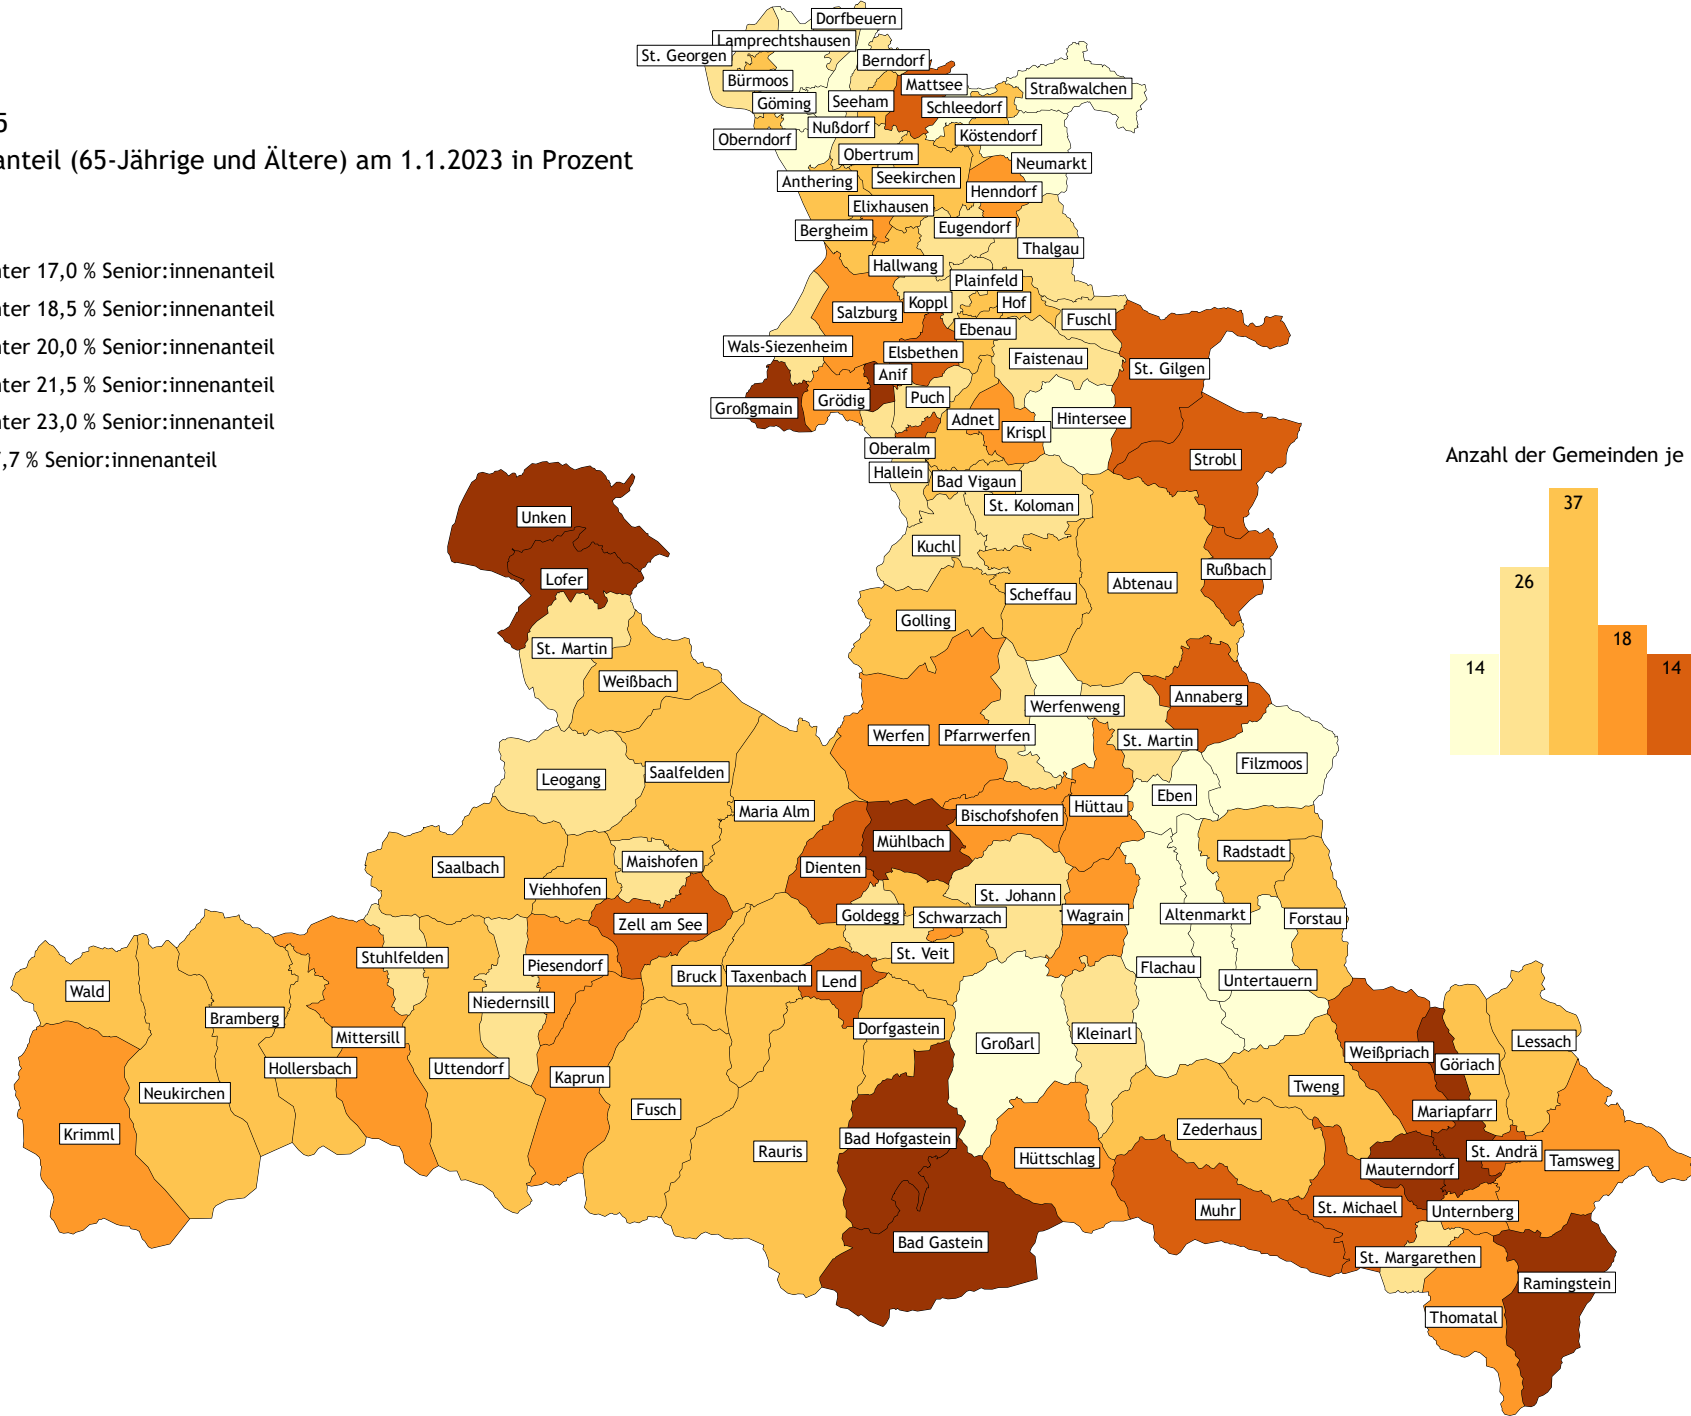 5
anteil (65-Jährige und Ältere) am 1.1.2023 in Prozent
nter 17,0 % Senior:innenanteil
nter 18,5 % Senior:innenanteil
nter 20,0 % Senior:innenanteil
nter 21,5 % Senior:innenanteil
nter 23,0 % Senior:innenanteil
7,7 % Senior:innenanteil
Anzahl der Gemeinden je
14
26
37
18
14
Dorfbeuern
Lamprechtshausen
St. Georgen
Berndorf
Bürmoos
Mattsee
Straßwalchen
Göming
Seeham
Schleedorf
Nußdorf
Oberndorf
Köstendorf
Obertrum
Neumarkt
Anthering
Seekirchen
Henndorf
Elixhausen
Bergheim
Eugendorf
Thalgau
Hallwang
Plainfeld
Koppl
Hof
Salzburg
Fuschl
Ebenau
Wals-Siezenheim
Elsbethen
Faistenau
St. Gilgen
Anif
Puch
Grödig
Großgmain
Adnet
Hintersee
Krispl
Oberalm
Strobl
Hallein
Bad Vigaun
St. Koloman
Unken
Kuchl
Rußbach
Lofer
Abtenau
Scheffau
Golling
St. Martin
Weißbach
Annaberg
Werfenweng
Werfen
Pfarrwerfen
St. Martin
Filzmoos
Leogang
Saalfelden
Eben
Hüttau
Maria Alm
Bischofshofen
Mühlbach
Radstadt
Maishofen
Saalbach
Dienten
Viehhofen
St. Johann
Goldegg
Schwarzach
Wagrain
Altenmarkt
Forstau
Zell am See
St. Veit
Stuhlfelden
Piesendorf
Flachau
Bruck
Taxenbach
Lend
Untertauern
Wald
Niedernsill
Bramberg
Dorfgastein
Kleinarl
Mittersill
Großarl
Lessach
Weißpriach
Göriach
Hollersbach
Uttendorf
Kaprun
Tweng
Neukirchen
Fusch
Mariapfarr
Krimml
Zederhaus
Bad Hofgastein
Rauris
St. Andrä
Hüttschlag
Tamsweg
Mauterndorf
Muhr
St. Michael
Unternberg
Bad Gastein
St. Margarethen
Ramingstein
Thomatal